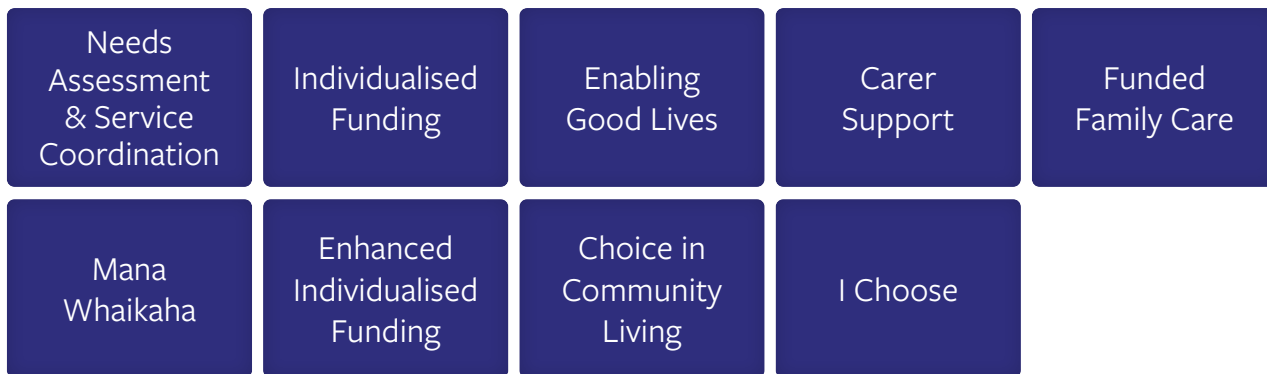 Needs
Assessment
& Service
Coordination
Individualised
Funding
Enabling
Good Lives
Carer
Support
Funded
Family Care
Mana
Whaikaha
Enhanced
Individualised
Funding
Choice in
Community
Living
I Choose